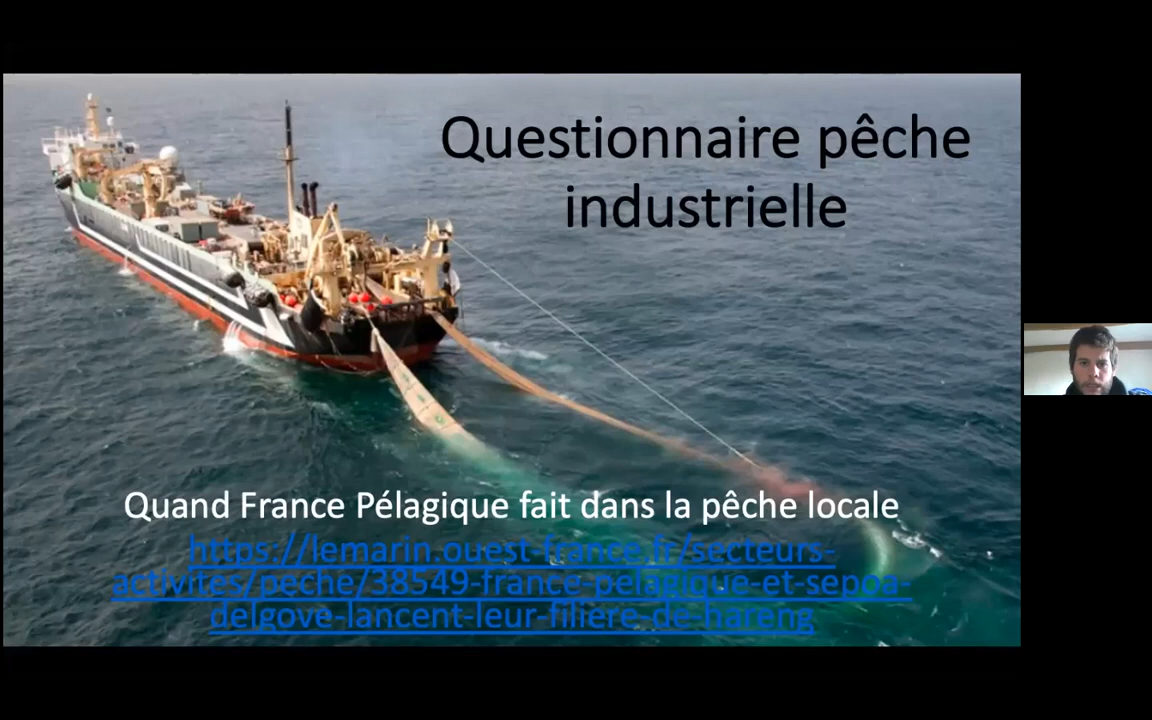 Questionnaire pêche
industrielle
Quand France Pélagique fait dans la pêche locale
https://lemarin.ouest-france.fr/secteurs-
activites/peche/38549-france-pelagique-et-sepoa-
delgove-lancent-leur-filiere-de-hareng